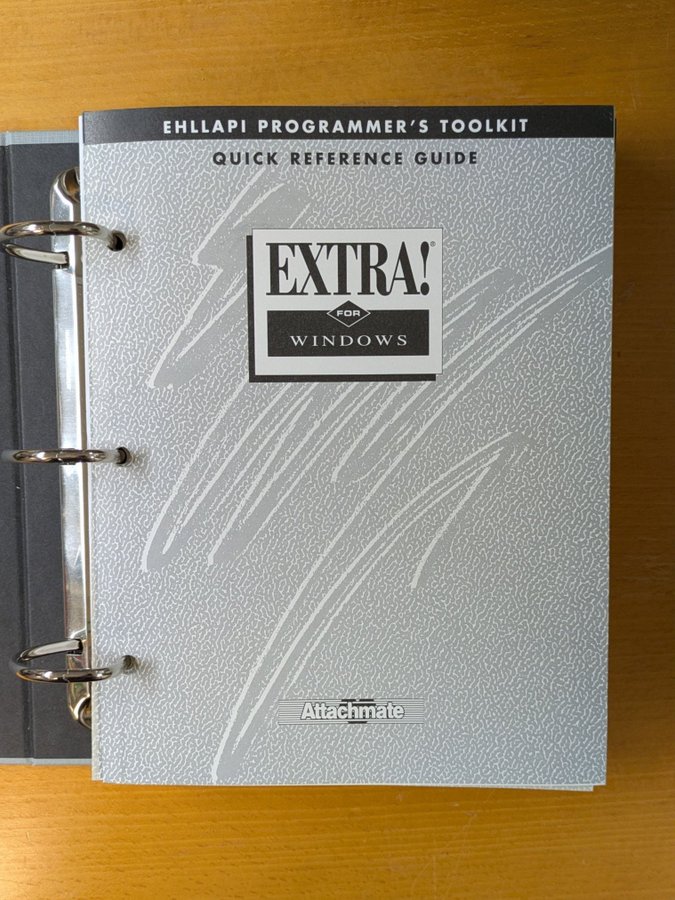 EHLLAPI PROGRAMMER'S TOOLKIT
QUICK REFERENCE GUIDE
EXTRA!®
FOR
WINDOWS
Attachmate